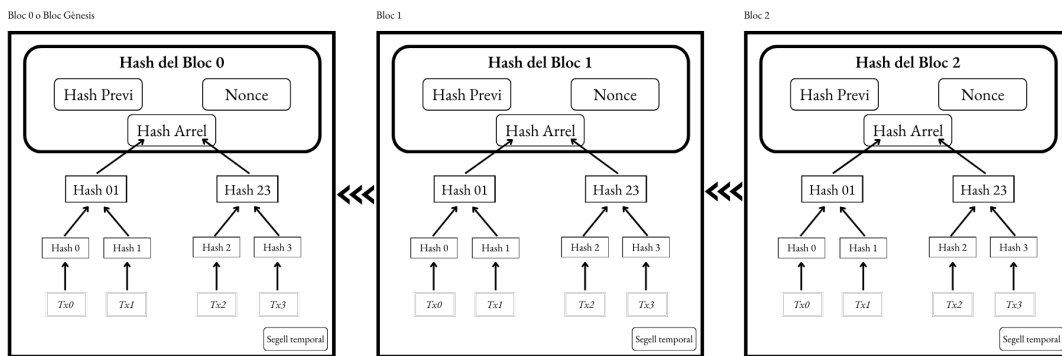 Bloc 0 o Bloc Gènesis
Hash del Bloc 0
Hash Previ
Nonce
Hash Arrel
Hash 01
Hash 23
Hash 0
Hash 1
Hash 2
Hash 3
Tx0
Tx1
Tx2
Tx3
Segell temporal
Bloc 1
Hash del Bloc 1
Hash Previ
Nonce
Hash Arrel
Hash 01
Hash 23
Hash 0
Hash 1
Hash 2
Hash 3
Tx0
Tx1
Tx2
Tx3
Segell temporal
Bloc 2
Hash del Bloc 2
Hash Previ
Nonce
Hash Arrel
Hash 01
Hash 23
Hash 0
Hash 1
Hash 2
Hash 3
Tx0
Tx1
Tx2
Tx3
Segell temporal